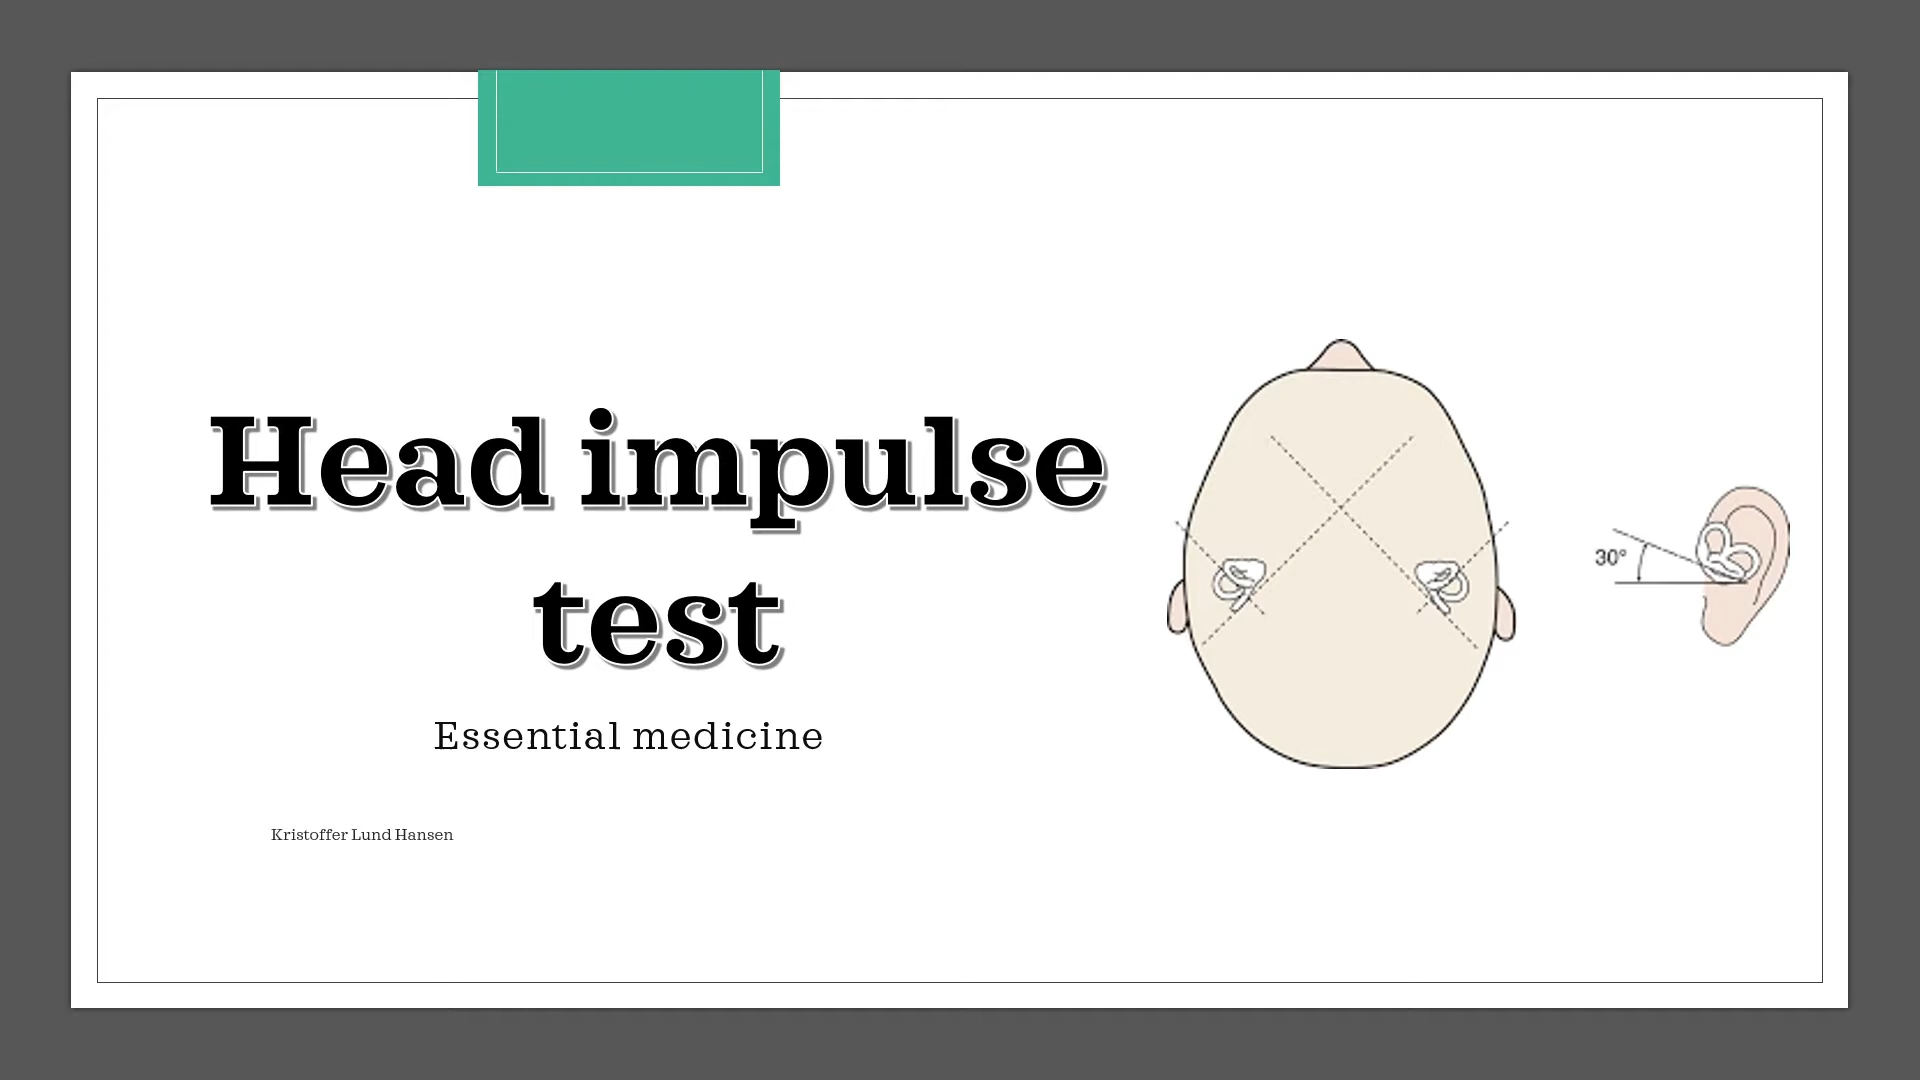 Head impulse
test
Essential medicine
Kristoffer Lund Hansen
30°